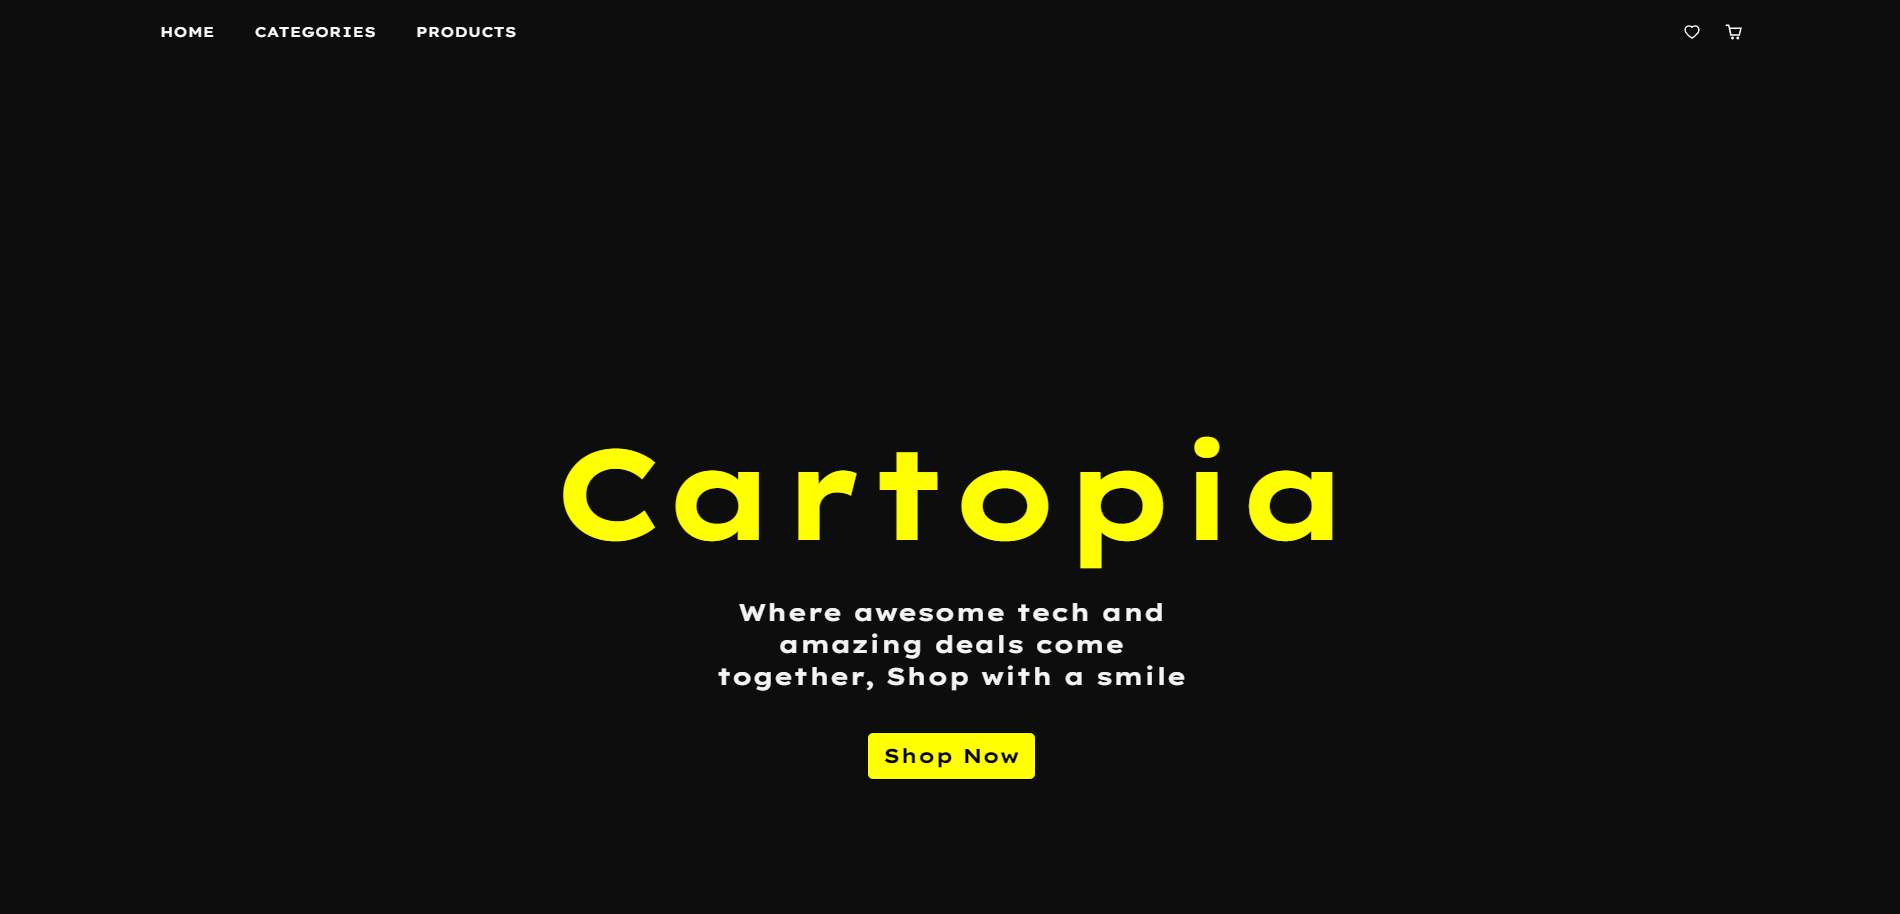 HOME CATEGORIES PRODUCTS
Cartopia
Where awesome tech and
amazing deals come
together, Shop with a smile
Shop Now